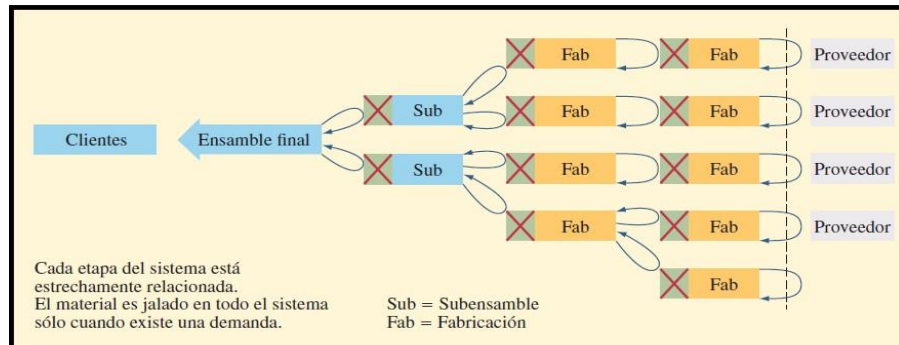 Fab
Fab
Proveedor
Sub
Fab
Fab
Proveedor
Clientes
Ensamble final
Sub
Fab
Fab
Proveedor
Fab
Fab
Proveedor
Fab
Cada etapa del sistema está
estrechamente relacionada.
El material es jalado en todo el sistema
sólo cuando existe una demanda.
Sub = Subensamble
Fab = Fabricación